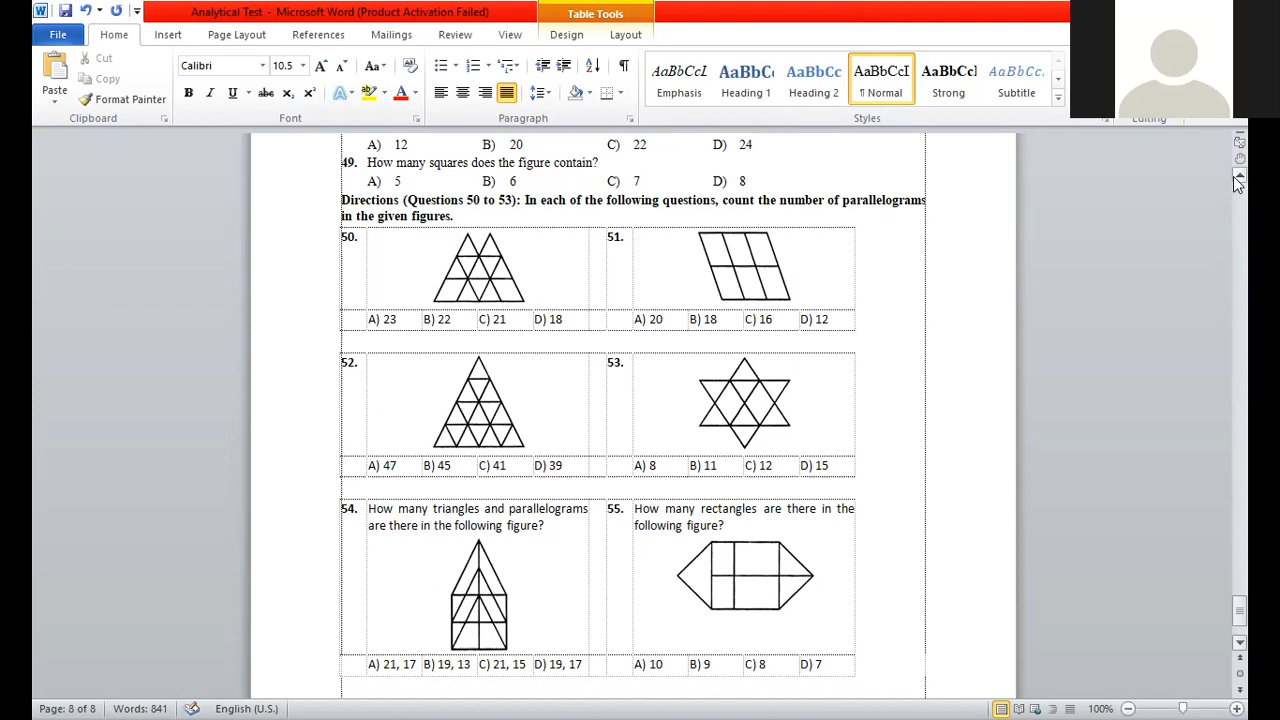 Analytical Test - Microsoft Word (Product Activation Failed)
Table Tools
File Home Insert Page Layout References Mailings Review View Design Layout
Cut
Copy
Format Painter
Paste
Clipboard
Calibri 10.5
Font
Paragraph
AaBbCcI AaBbCc AaBbCc AaBbCcI AaBbCcI AaBbCc.
Emphasis Heading 1 Heading 2 ¶ Normal Strong Subtitle
Styles
Editing
A) 12 B) 20 C) 22 D) 24
49. How many squares does the figure contain?
A) 5 B) 6 C) 7 D) 8
Directions (Questions 50 to 53): In each of the following questions, count the number of parallelograms
in the given figures.
50. 51.
A) 23 B) 22 C) 21 D) 18 A) 20 B) 18 C) 16 D) 12
52. 53.
A) 47 B) 45 C) 41 D) 39 A) 8 B) 11 C) 12 D) 15
54. How many triangles and parallelograms
are there in the following figure?
55. How many rectangles are there in the
following figure?
A) 21, 17 B) 19, 13 C) 21, 15 D) 19, 17 A) 10 B) 9 C) 8 D) 7
Page: 8 of 8 Words: 841 English (U.S.) 100%